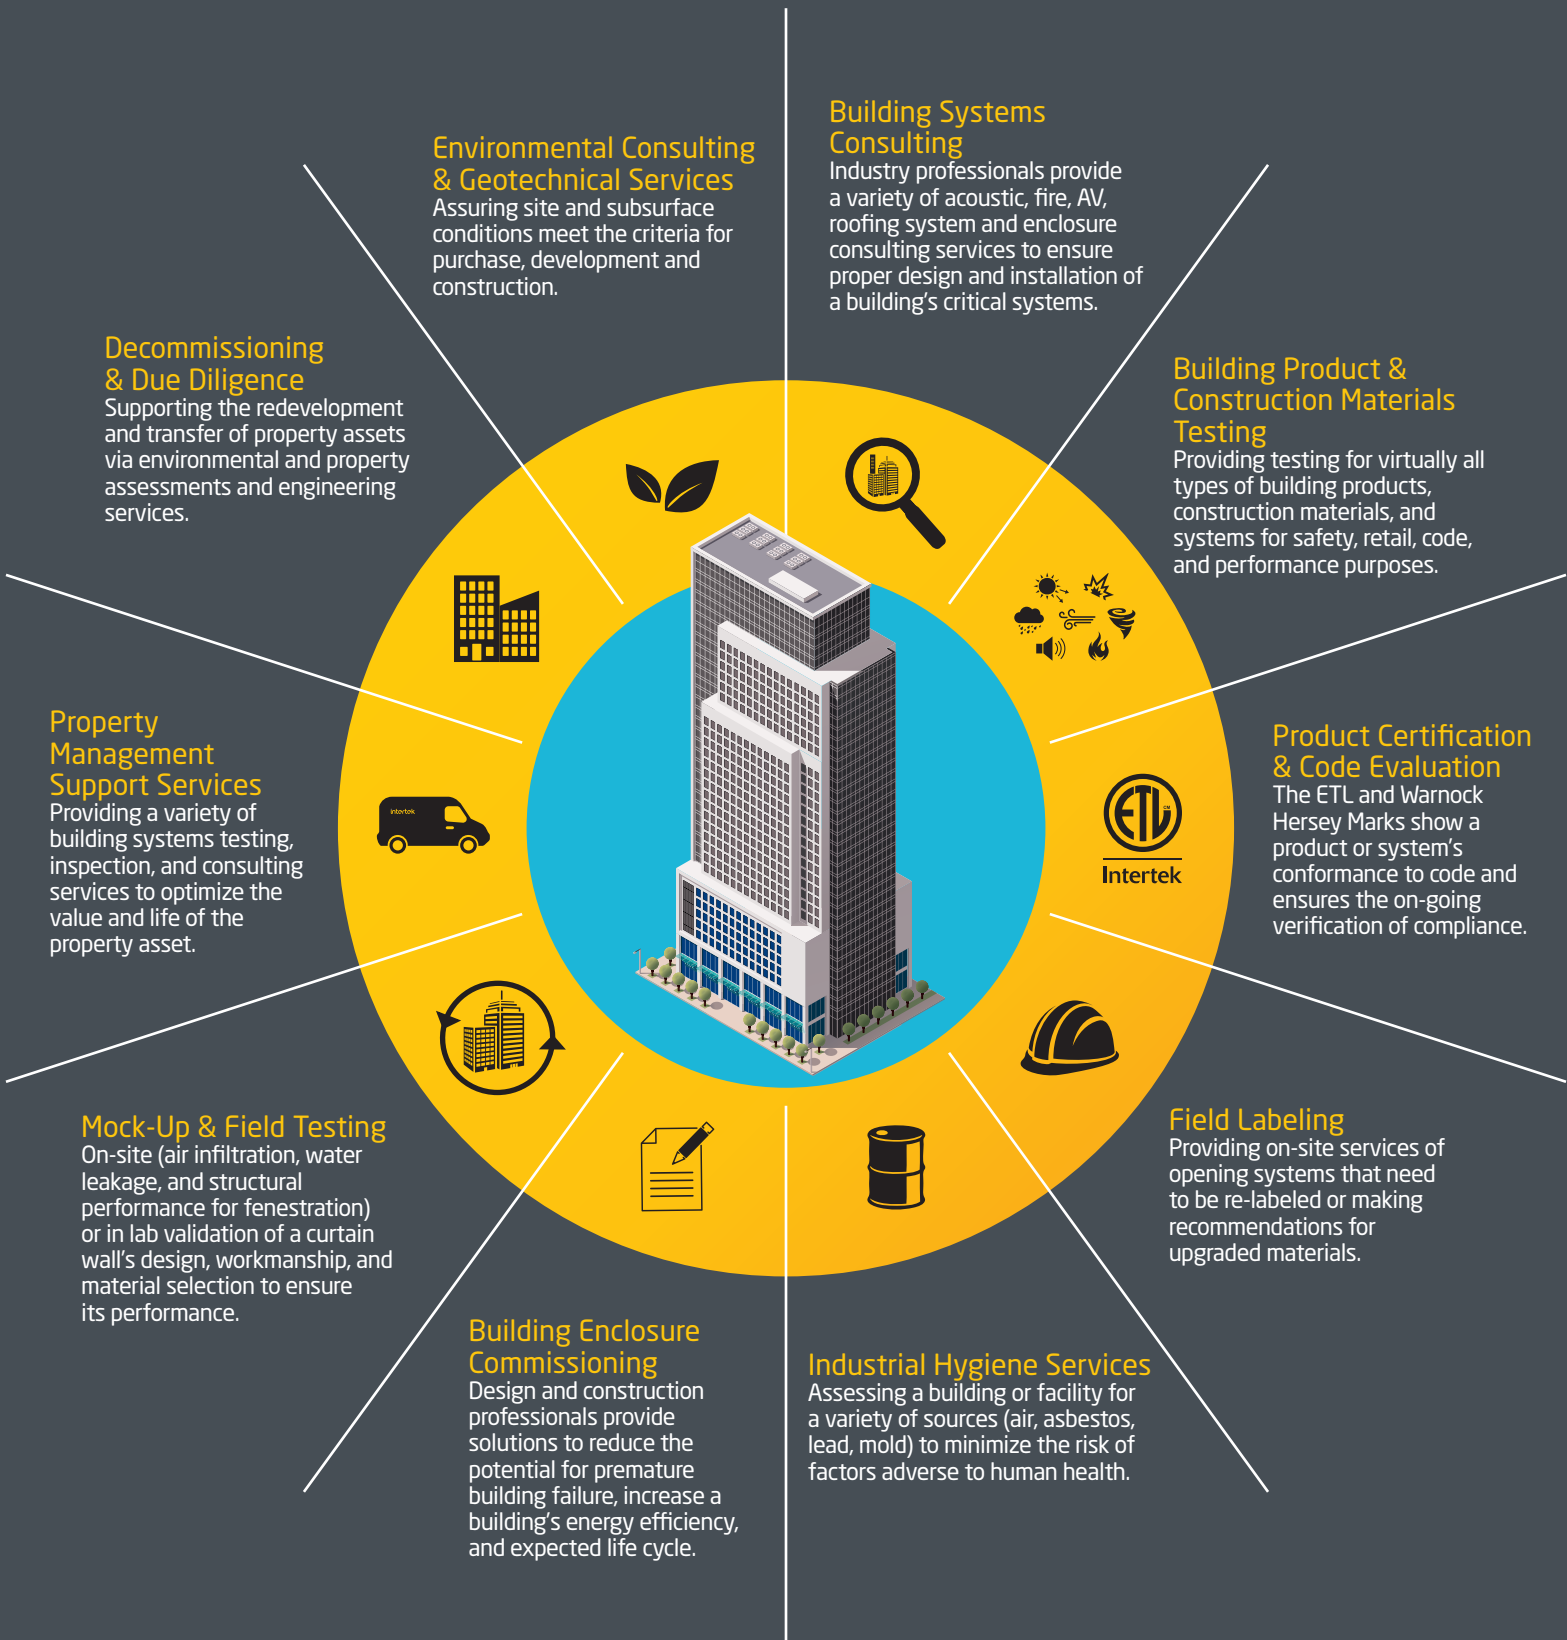 Building Systems
Consulting
Industry professionals provide
a variety of acoustic, fire, AV,
roofing system and enclosure
consulting services to ensure
proper design and installation of
a building's critical systems.
Environmental Consulting
& Geotechnical Services
Assuring site and subsurface
conditions meet the criteria for
purchase, development and
construction.
Decommissioning
& Due Diligence
Supporting the redevelopment
and transfer of property assets
via environmental and property
assessments and engineering
services.
Building Product &
Construction Materials
Testing
Providing testing for virtually all
types of building products,
construction materials, and
systems for safety, retail, code,
and performance purposes.
Property
Management
Support Services
Providing a variety of
building systems testing,
inspection, and consulting
services to optimize the
value and life of the
property asset.
intertek
ETL CM
Intertek
Product Certification
& Code Evaluation
The ETL and Warnock
Hersey Marks show a
product or system's
conformance to code and
ensures the on-going
verification of compliance.
Mock-Up & Field Testing
On-site (air infiltration, water
leakage, and structural
performance for fenestration)
or in lab validation of a curtain
wall's design, workmanship, and
material selection to ensure
its performance.
Field Labeling
Providing on-site services of
opening systems that need
to be re-labeled or making
recommendations for
upgraded materials.
Building Enclosure
Commissioning
Design and construction
professionals provide
solutions to reduce the
potential for premature
building failure, increase a
building's energy efficiency,
and expected life cycle.
Industrial Hygiene Services
Assessing a building or facility for
a variety of sources (air, asbestos,
lead, mold) to minimize the risk of
factors adverse to human health.